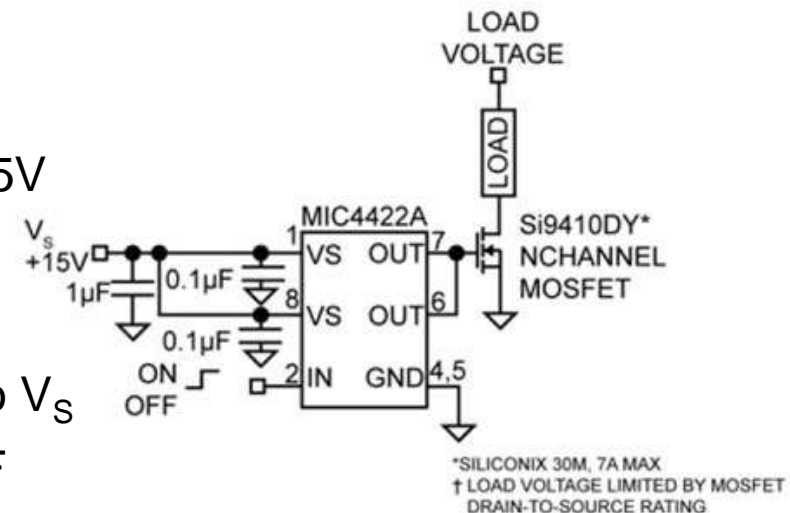 LOAD
VOLTAGE
LOAD
5V
MIC4422A
Si9410DY*
NCHANNEL
MOSFET
VS
+15V
1µF
0.1µF
0.1µF
1
VS
OUT
7
8
VS
OUT
6
2
IN
GND
4,5
ON
OFF
VS
*SILICONIX 30M, 7A MAX
† LOAD VOLTAGE LIMITED BY MOSFET
DRAIN-TO-SOURCE RATING